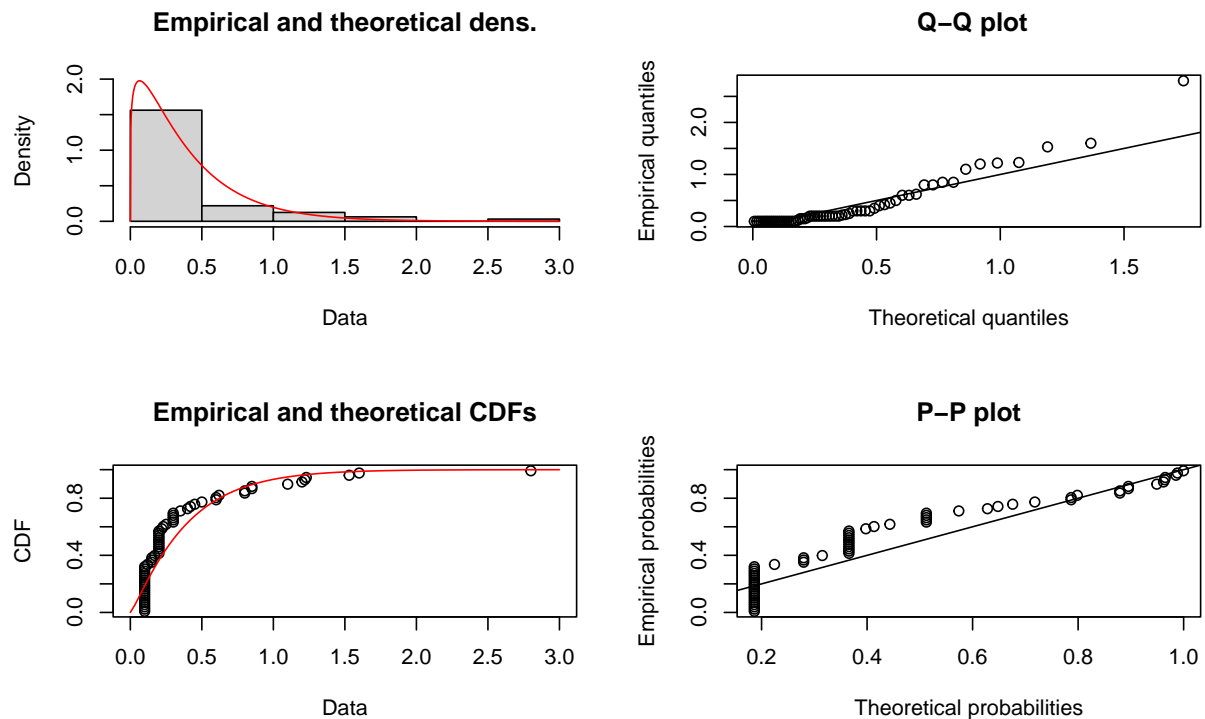 Empirical and theoretical dens.
Density
0.0 1.0 2.0
0.0 0.5 1.0 1.5 2.0 2.5 3.0
Data
Q−Q plot
Empirical quantiles
0.0 1.0 2.0
0.0 0.5 1.0 1.5
Theoretical quantiles
Empirical and theoretical CDFs
CDF
0.0 0.4 0.8
0.0 0.5 1.0 1.5 2.0 2.5 3.0
Data
P−P plot
Empirical probabilities
0.0 0.4 0.8
0.2 0.4 0.6 0.8 1.0
Theoretical probabilities